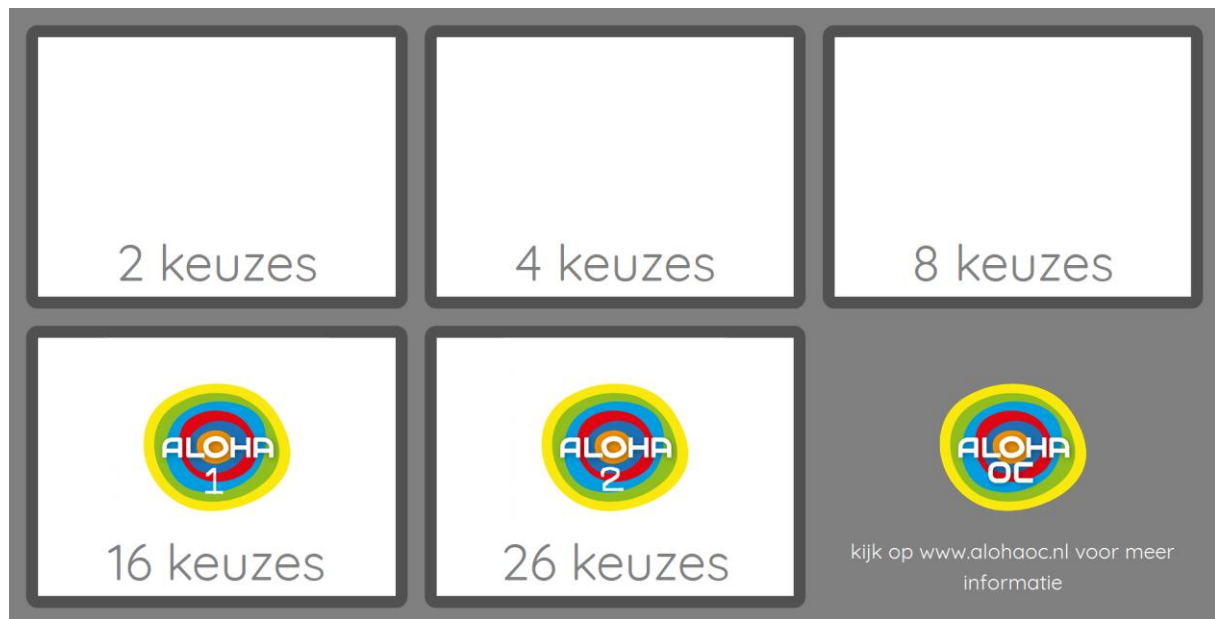 2 keuzes
4 keuzes
8 keuzes
ALOHA
1
16 keuzes
ALOHA
2
26 keuzes
ALOHA
OC
kijk op www.alohaoc.nl voor meer
informatie